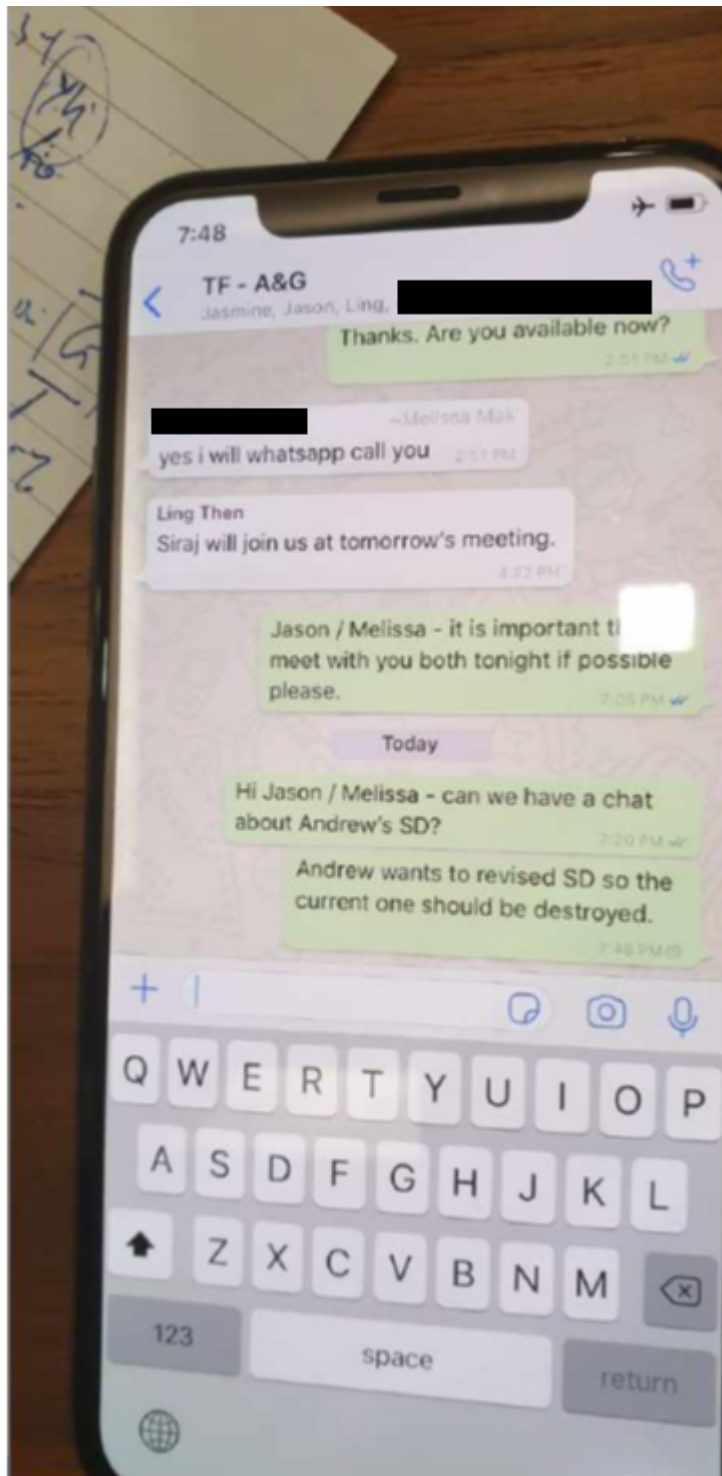 7:48
TF - A&G
Jasmine, Jason, Ling,
Thanks. Are you available now?
2:51 PM
~Melissa Mak
yes i will whatsapp call you
2:51 PM
Ling Then
Siraj will join us at tomorrow's meeting.
4:22 PM
Jason / Melissa - it is important
meet with you both tonight if possible
please.
7:05 PM
Today
Hi Jason / Melissa - can we have a chat
about Andrew's SD?
7:20 PM
Andrew wants to revised SD so the
current one should be destroyed.
7:48 PM
Q W E R T Y U I O P
A S D F G H J K L
Z X C V B N M
123
space
return